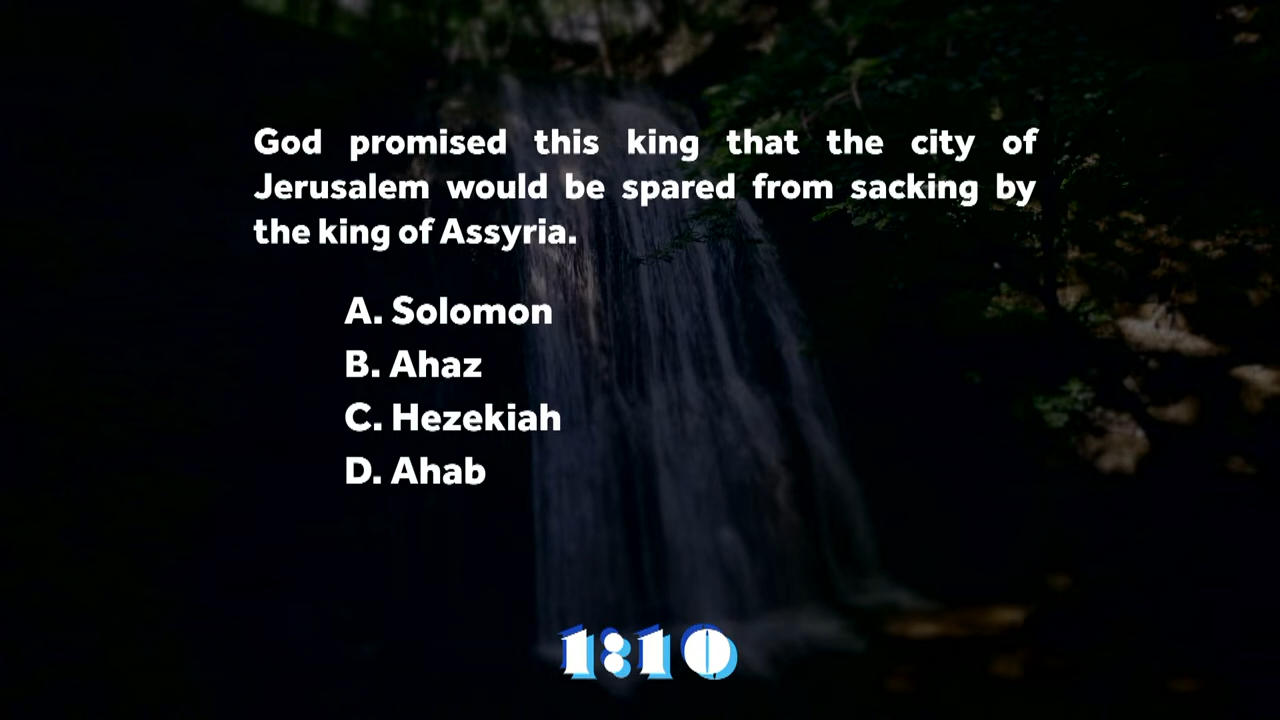 God promised this king that the city of
Jerusalem would be spared from sacking by
the king of Assyria.
A. Solomon
B. Ahaz
C. Hezekiah
D. Ahab
1:10